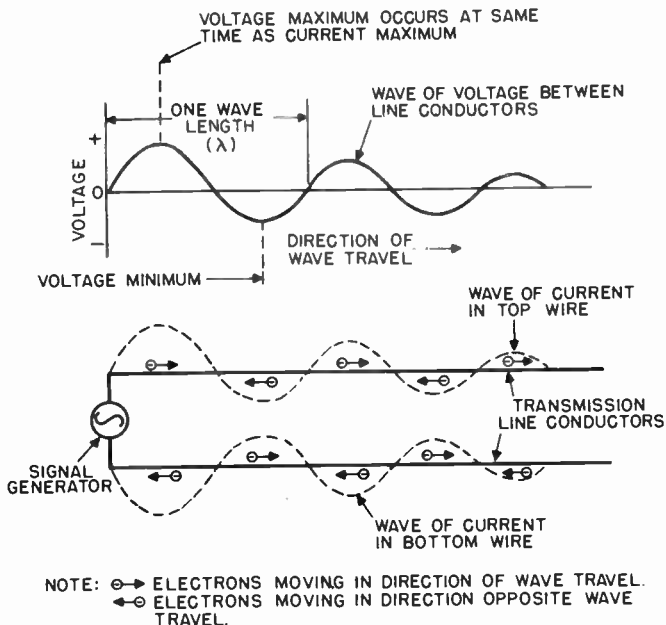 VOLTAGE MAXIMUM OCCURS AT SAME
TIME AS CURRENT MAXIMUM
ONE WAVE
LENGTH
(λ)
WAVE OF VOLTAGE BETWEEN
LINE CONDUCTORS
+
VOLTAGE
0
−
DIRECTION OF
WAVE TRAVEL
VOLTAGE MINIMUM
WAVE OF CURRENT
IN TOP WIRE
TRANSMISSION
LINE CONDUCTORS
SIGNAL
GENERATOR
WAVE OF CURRENT
IN BOTTOM WIRE
NOTE: ⊖→ ELECTRONS MOVING IN DIRECTION OF WAVE TRAVEL.
←⊖ ELECTRONS MOVING IN DIRECTION OPPOSITE WAVE
TRAVEL.